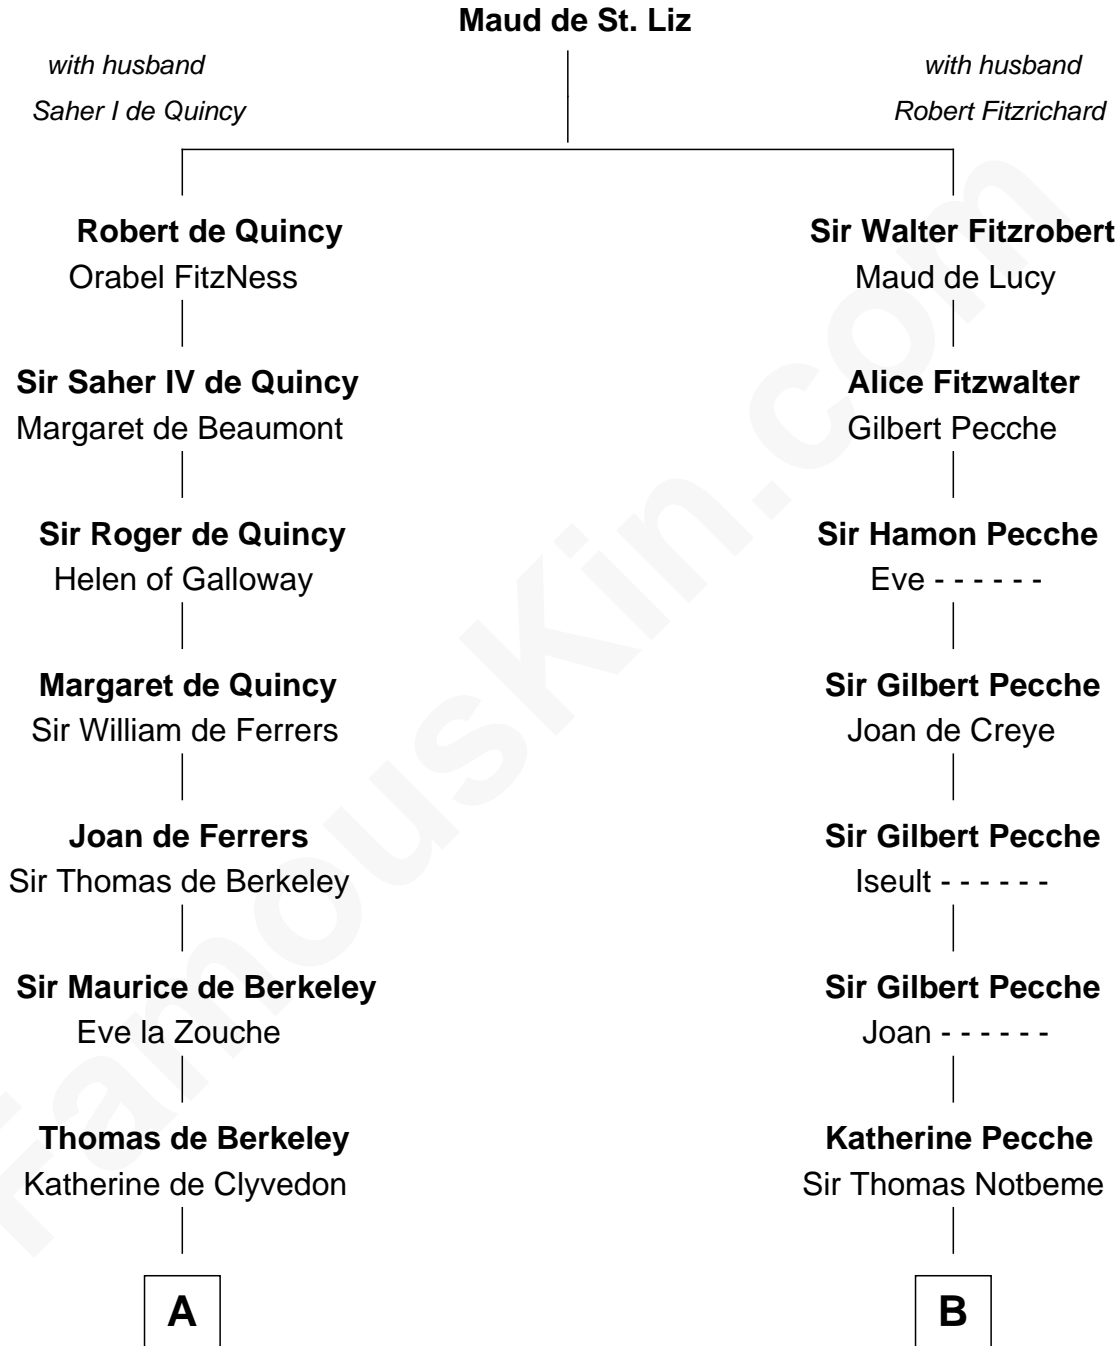 Maud de St. Liz
with husband
Saher I de Quincy
with husband
Robert Fitzrichard
Robert de Quincy
Orabel FitzNess
Sir Walter Fitzrobert
Maud de Lucy
Sir Saher IV de Quincy
Margaret de Beaumont
Alice Fitzwalter
Gilbert Pecche
Sir Roger de Quincy
Helen of Galloway
Sir Hamon Pecche
Eve - - - - - -
Margaret de Quincy
Sir William de Ferrers
Sir Gilbert Pecche
Joan de Creye
Joan de Ferrers
Sir Thomas de Berkeley
Sir Gilbert Pecche
Iseult - - - - - -
Sir Maurice de Berkeley
Eve la Zouche
Sir Gilbert Pecche
Joan - - - - - -
Thomas de Berkeley
Katherine de Clyvedon
Katherine Pecche
Sir Thomas Notbeme
A
B
FamousKin.com